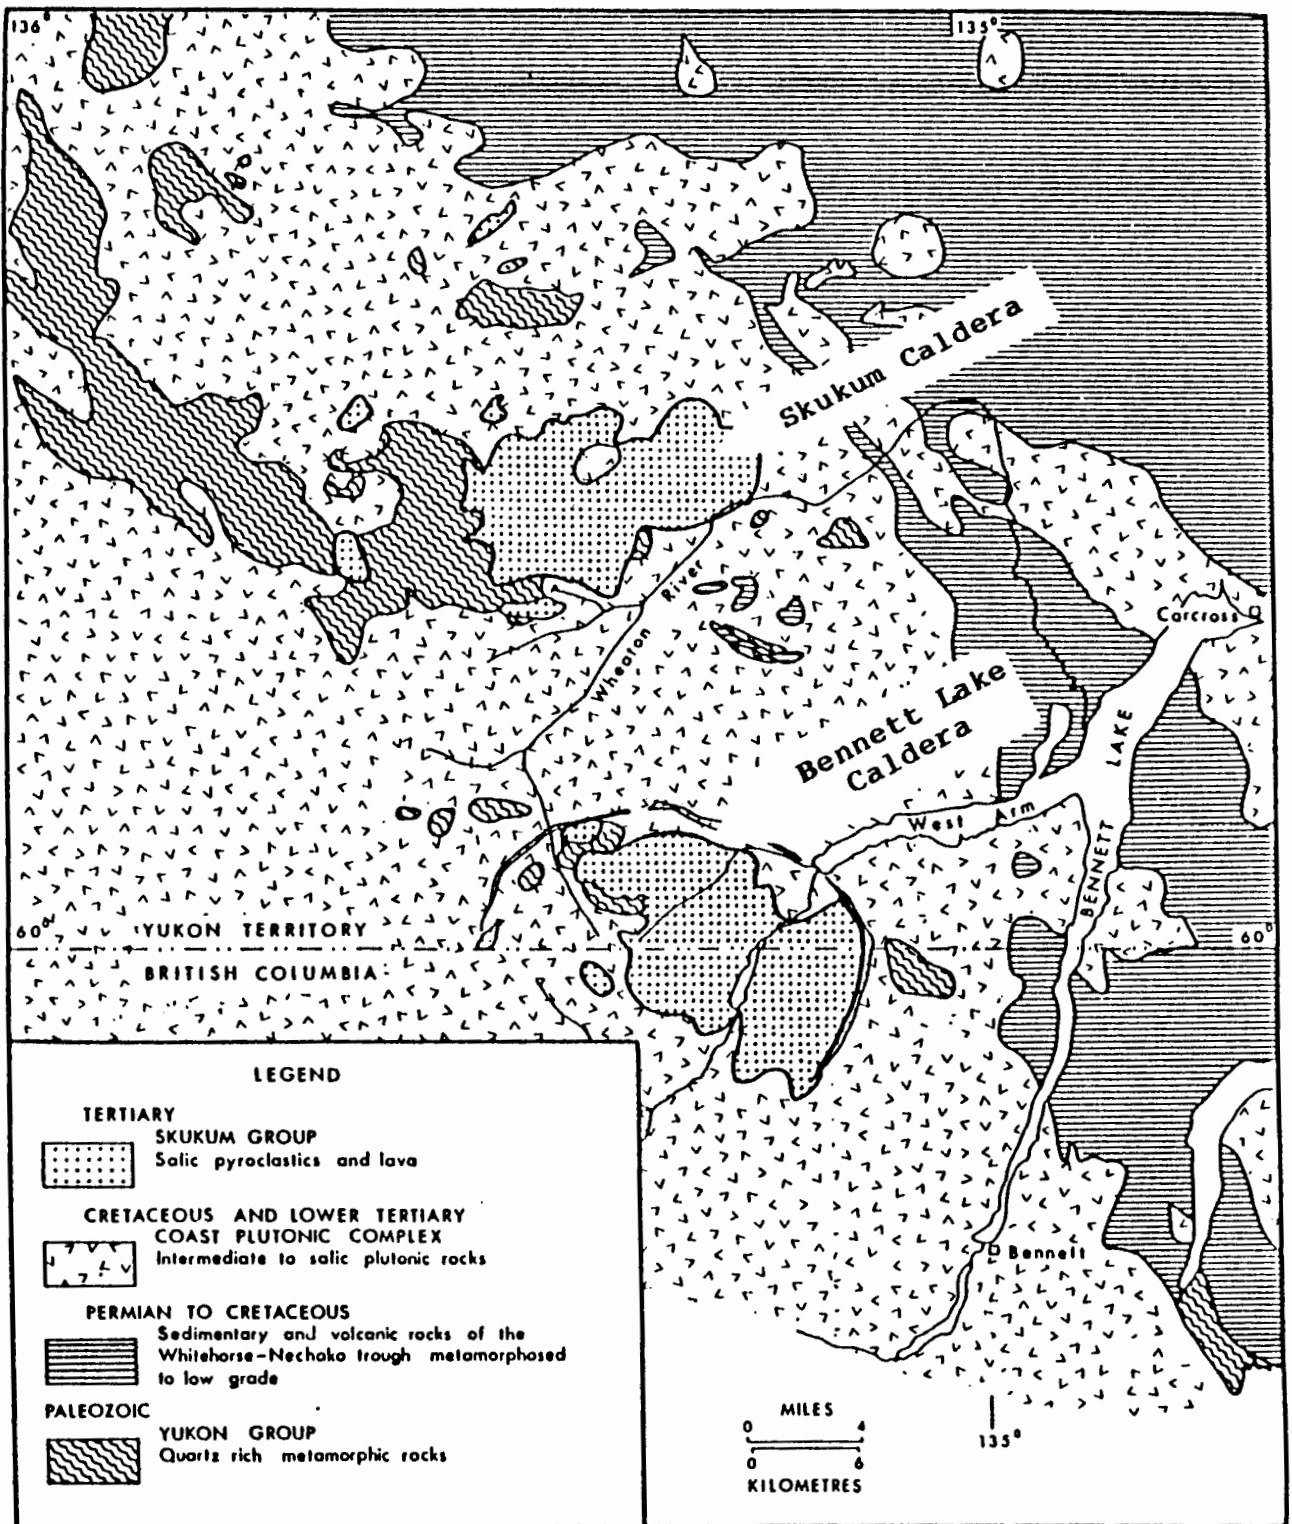 136°
135°
Skukum Caldera
Carcross
Wheaton River
Bennett Lake
Caldera
BENNETT LAKE
West Arm
60°
YUKON TERRITORY
60°
BRITISH COLUMBIA
LEGEND
TERTIARY
SKUKUM GROUP
Salic pyroclastics and lava
CRETACEOUS AND LOWER TERTIARY
COAST PLUTONIC COMPLEX
Intermediate to salic plutonic rocks
Bennett
PERMIAN TO CRETACEOUS
Sedimentary and volcanic rocks of the
Whitehorse-Nechako trough metamorphosed
to low grade
PALEOZOIC
YUKON GROUP
Quartz rich metamorphic rocks
MILES
0 4
0 6
KILOMETRES
135°